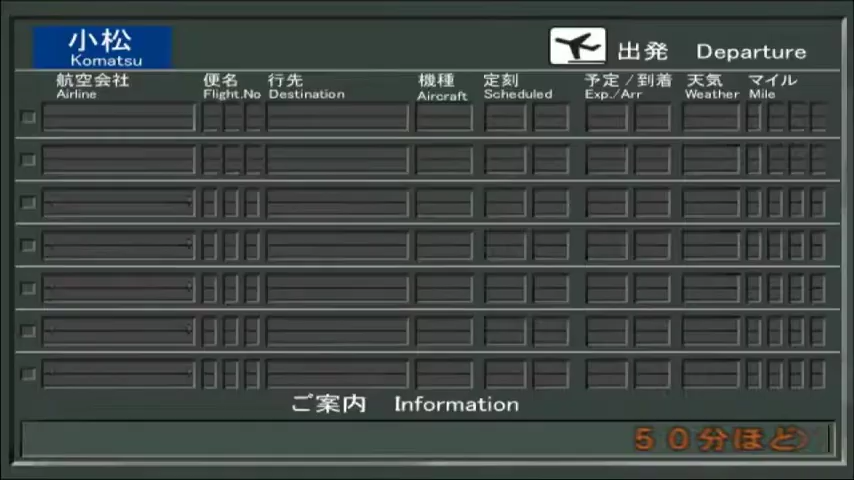 小松
Komatsu
出発 Departure
航空会社 便名 行先 機種 定刻 予定/到着 天気 マイル
Airline Flight.No Destination Aircraft Scheduled Exp./Arr Weather Mile
ご案内 Information
50分ほど